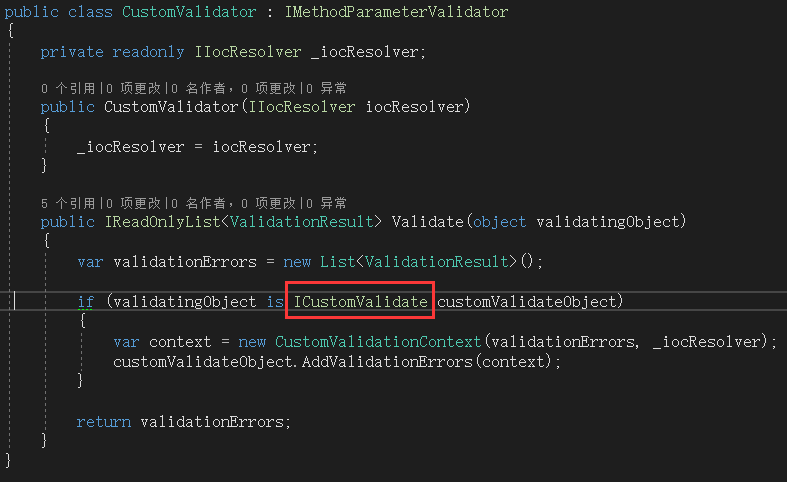 public class CustomValidator : IMethodParameterValidator
{
private readonly IIocResolver _iocResolver;
0 个引用|0 项更改|0 名作者，0 项更改|0 异常
public CustomValidator(IIocResolver iocResolver)
{
_iocResolver = iocResolver;
}
5 个引用|0 项更改|0 名作者，0 项更改|0 异常
public IReadOnlyList<ValidationResult> Validate(object validatingObject)
{
var validationErrors = new List<ValidationResult>();
if (validatingObject is ICustomValidate customValidateObject)
{
var context = new CustomValidationContext(validationErrors, _iocResolver);
customValidateObject.AddValidationErrors(context);
}
return validationErrors;
}
}